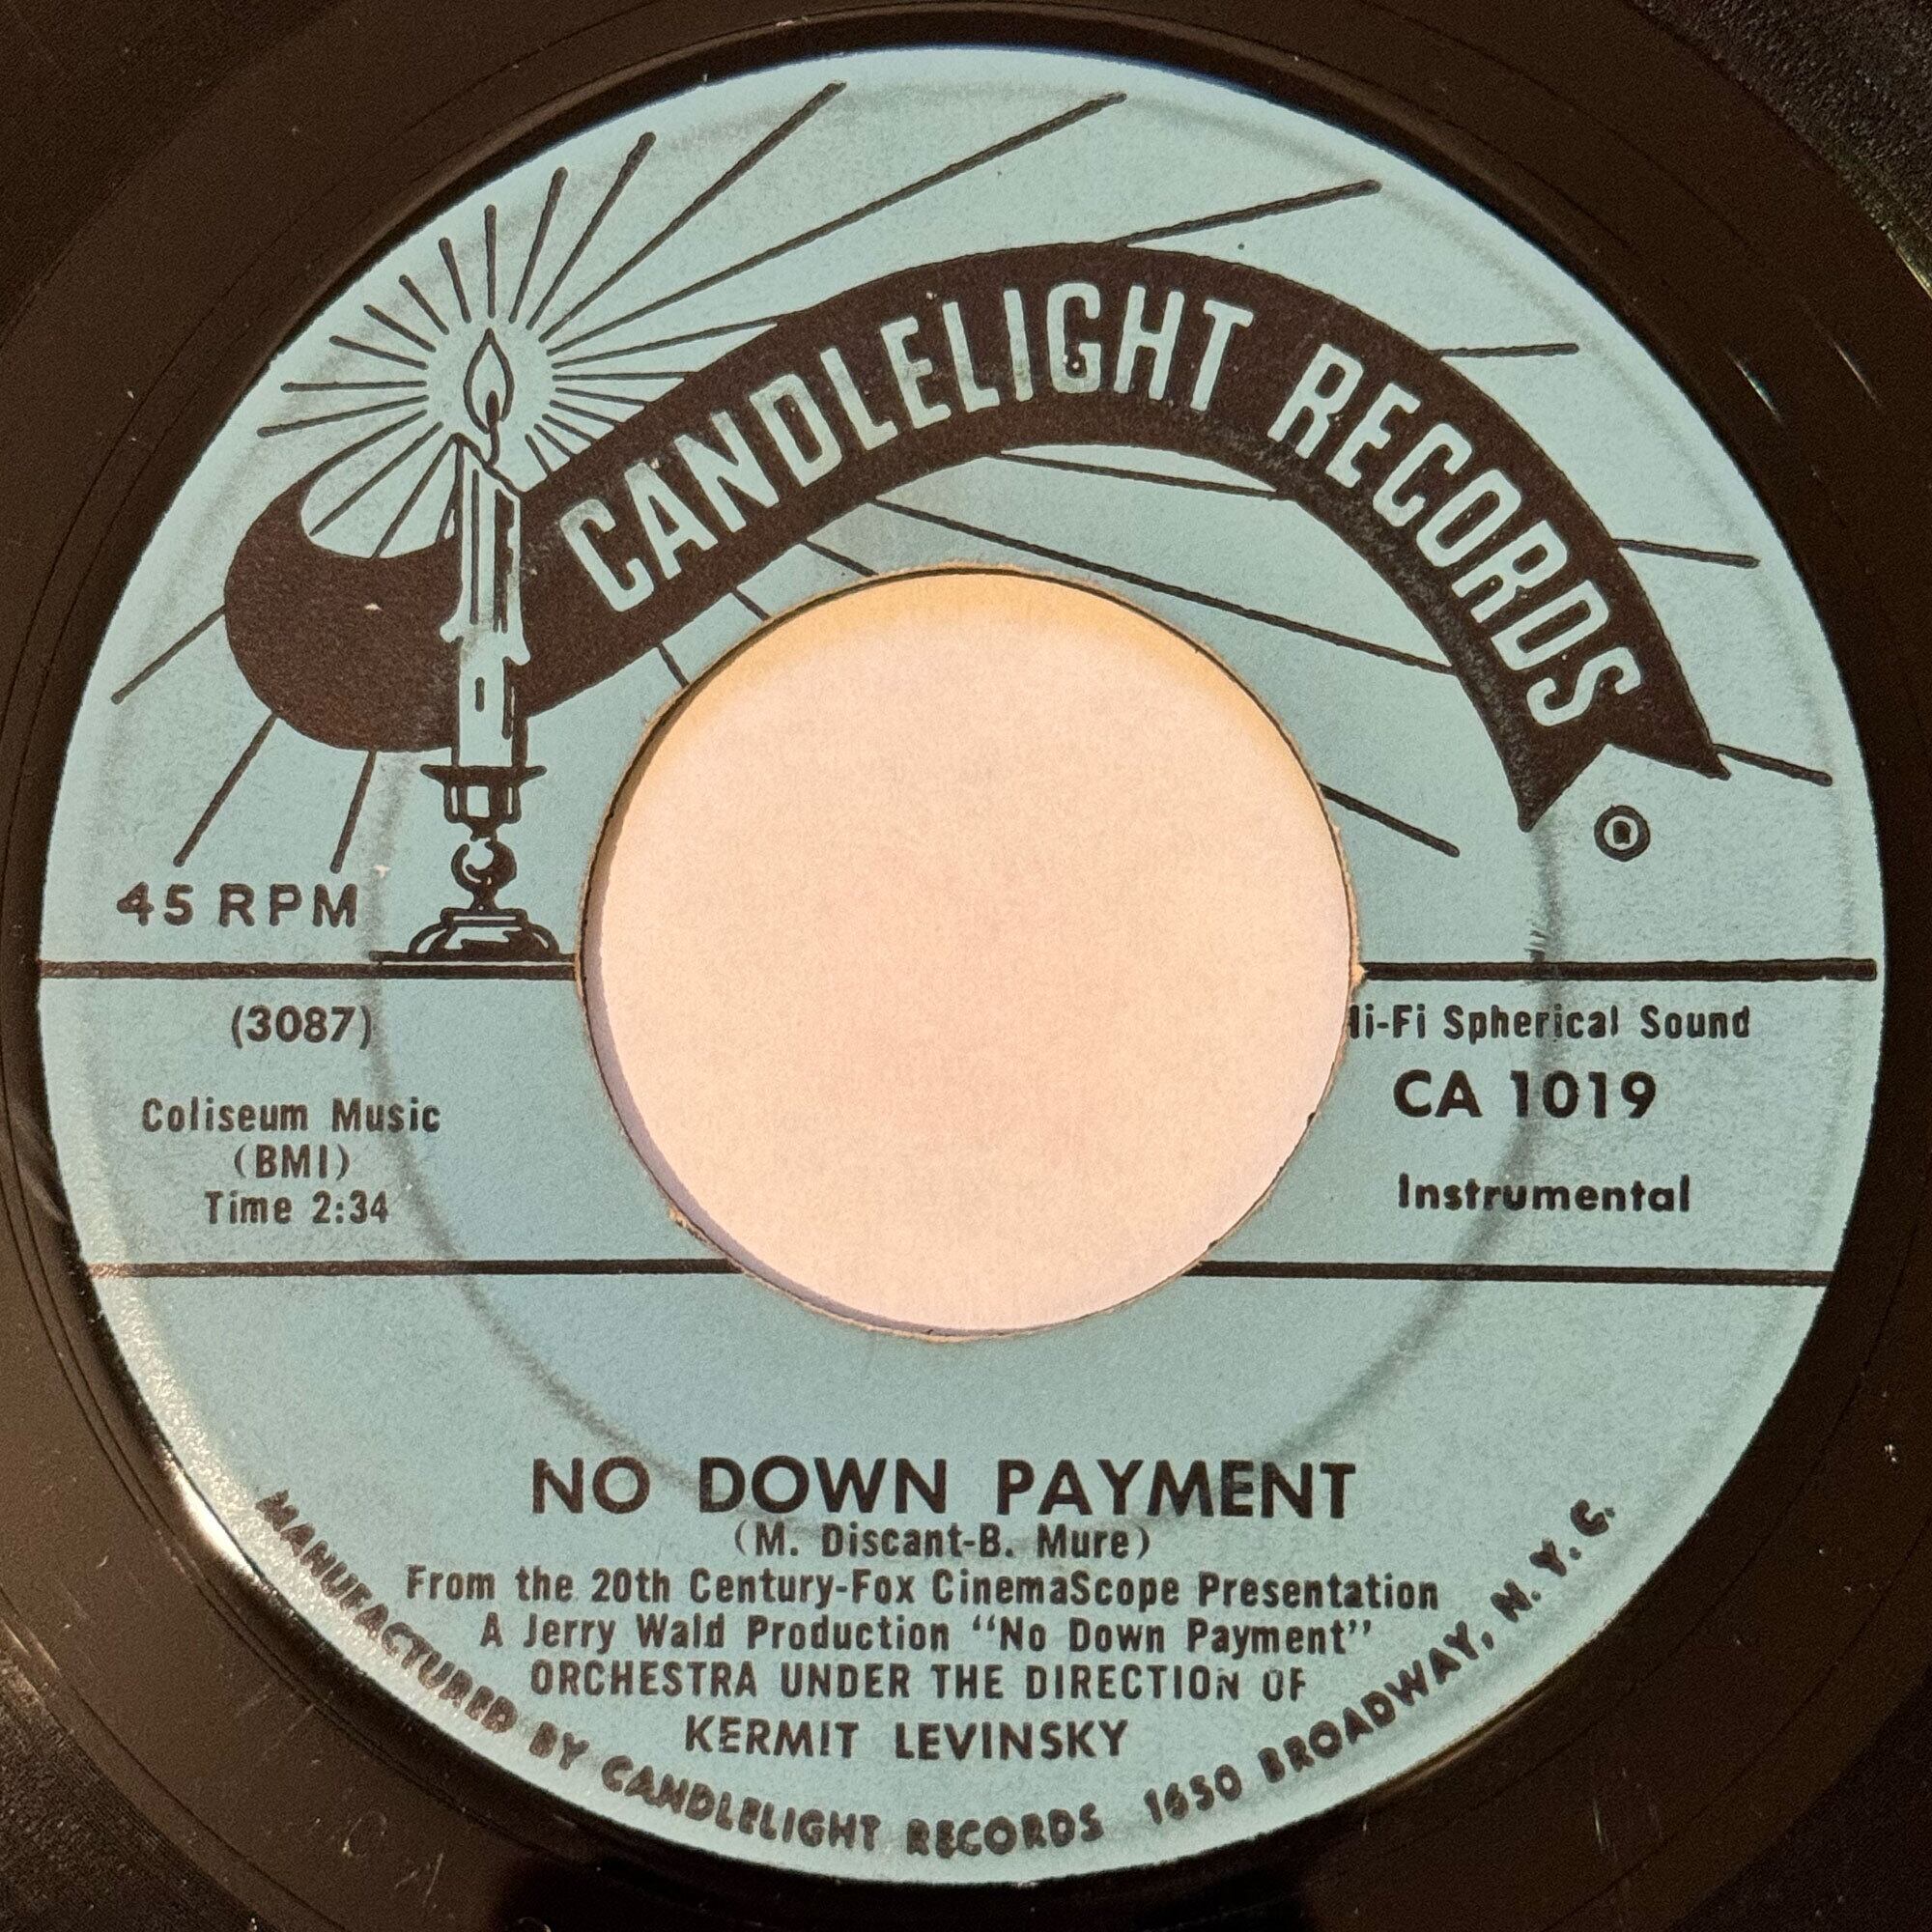 CANDLELIGHT RECORDS
®
45 RPM
(3087)
Coliseum Music
(BMI)
Time 2:34
Hi-Fi Spherical Sound
CA 1019
Instrumental
NO DOWN PAYMENT
(M. Discant-B. Mure)
From the 20th Century-Fox CinemaScope Presentation
A Jerry Wald Production "No Down Payment"
ORCHESTRA UNDER THE DIRECTION OF
KERMIT LEVINSKY
MANUFACTURED BY CANDLELIGHT RECORDS 1650 BROADWAY, N. Y. C.